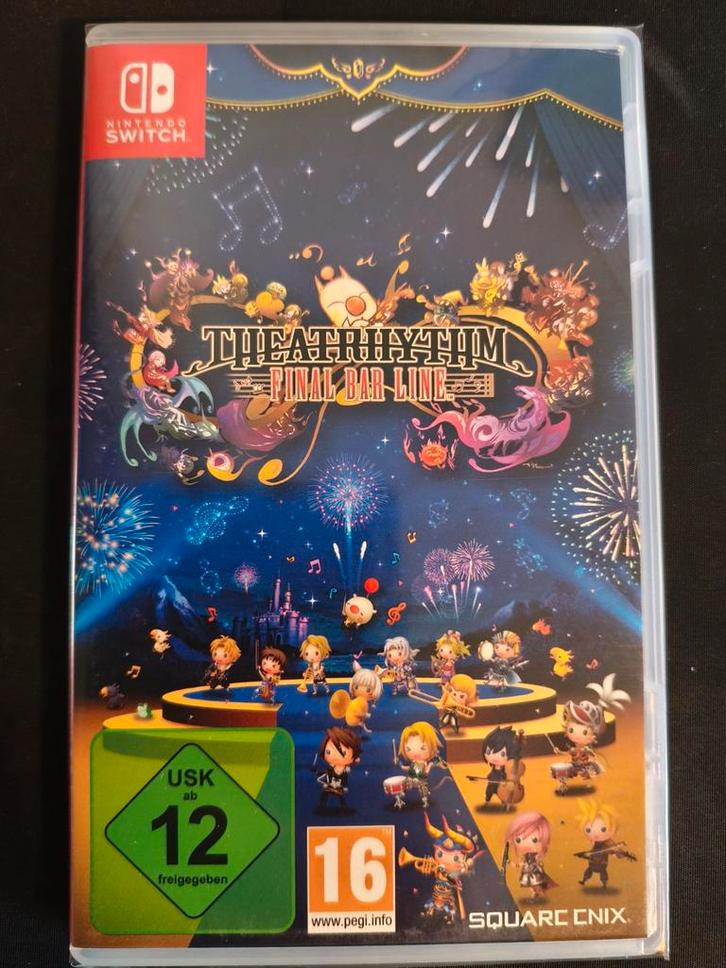 NINTENDO
SWITCH
THEATRHYTHM
FINAL BAR LINE
USK
ab
12
freigegeben
16
www.pegi.info
SQUARE ENIX